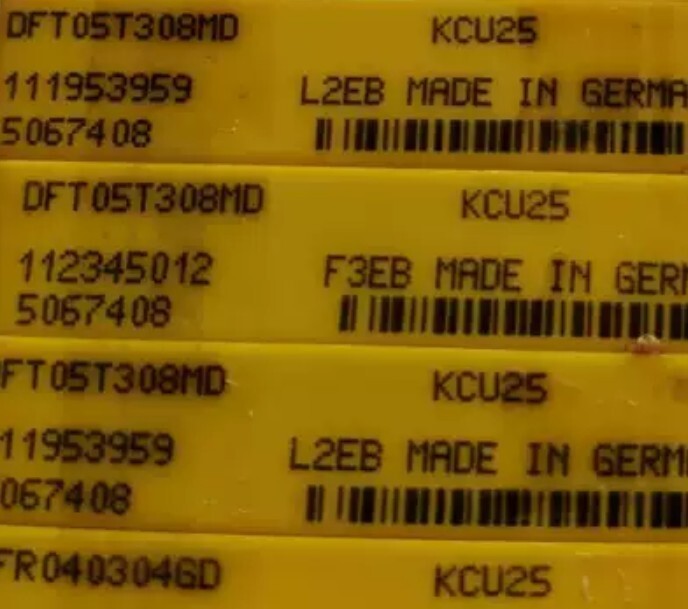 DFT05T308MD KCU25
111953959 L2EB MADE IN GERMA
5067408
DFT05T308MD KCU25
112345012 F3EB MADE IN GERM
5067408
FT05T308MD KCU25
11953959 L2EB MADE IN GERM
067408
FR040304GD KCU25